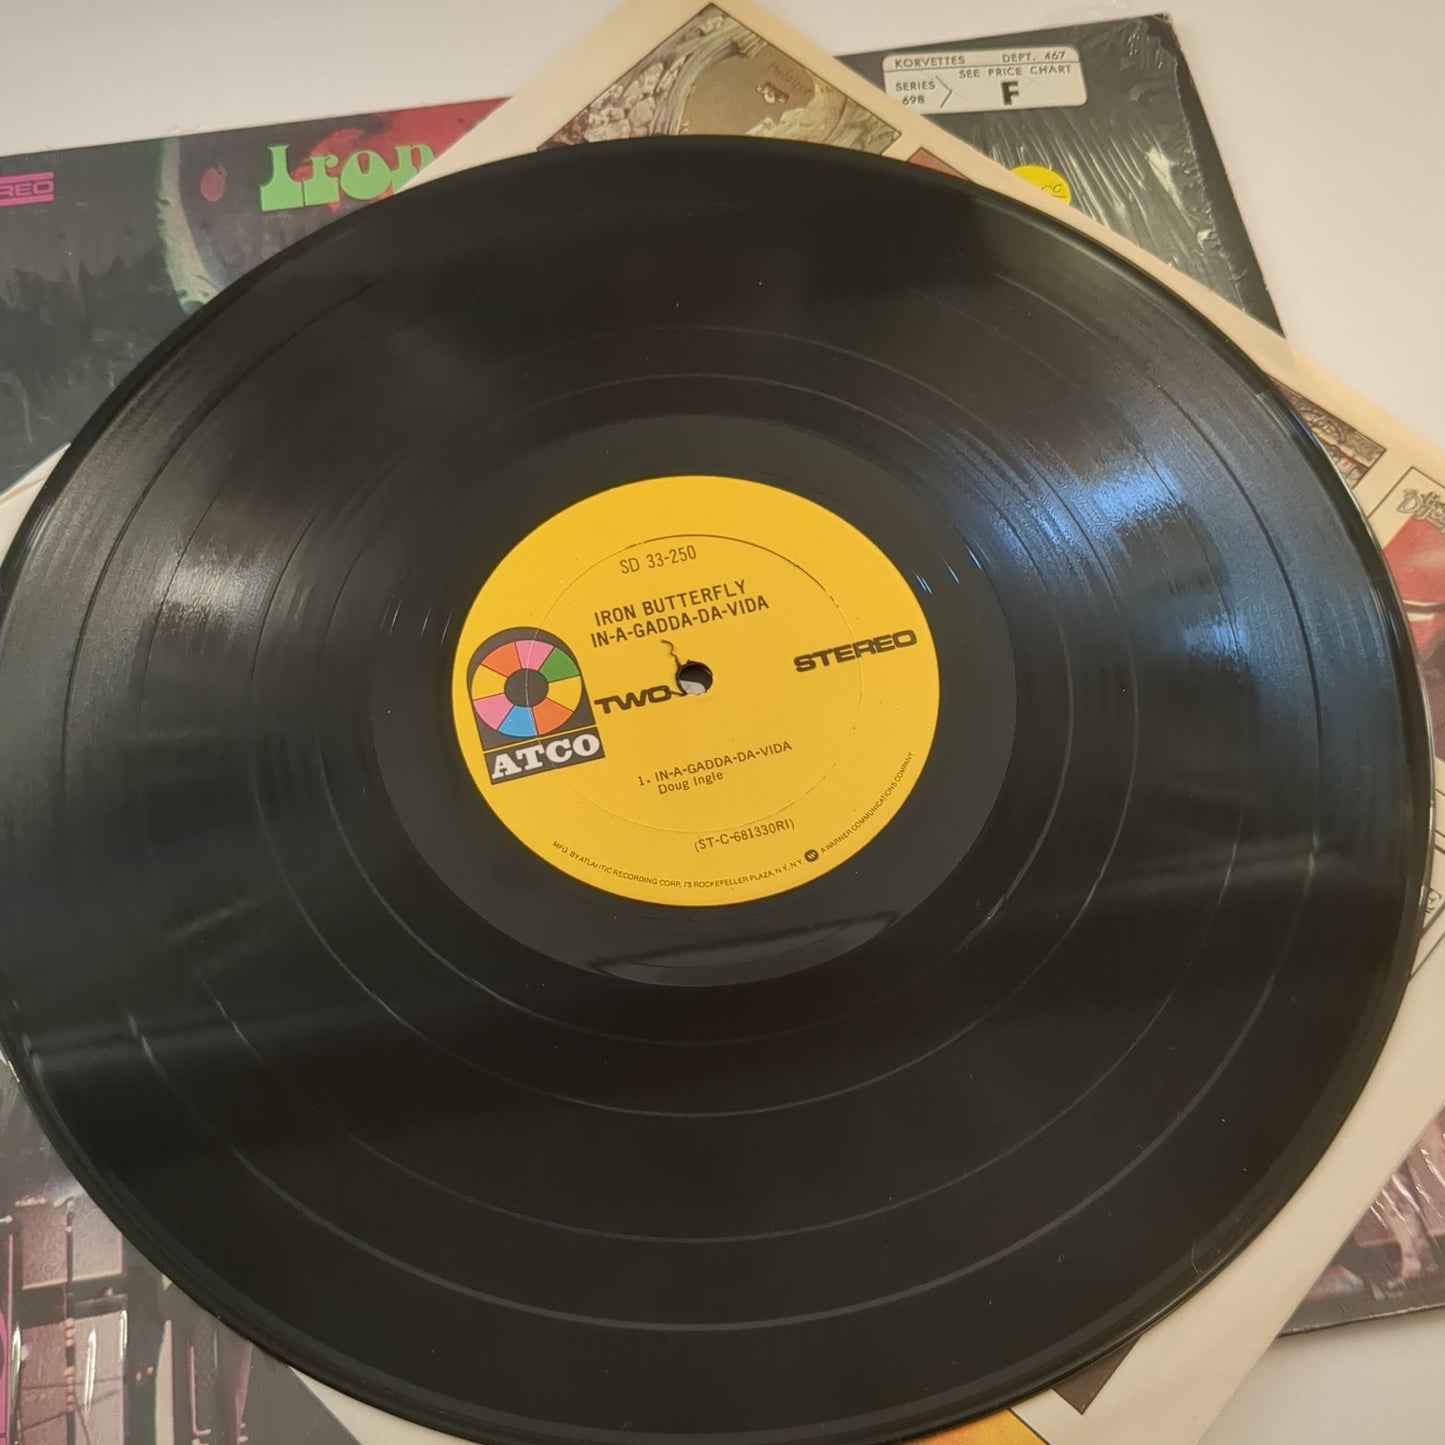 KORVETTES DEPT. 467
SEE PRICE CHART
SERIES
698
F
REO
Iron
SD 33-250
IRON BUTTERFLY
IN-A-GADDA-DA-VIDA
TWO
STEREO
ATCO
1. IN-A-GADDA-DA-VIDA
Doug Ingle
(ST-C-681330RI)
MFG. BY ATLANTIC RECORDING CORP., 75 ROCKEFELLER PLAZA, N.Y., N.Y. A WARNER COMMUNICATIONS COMPANY